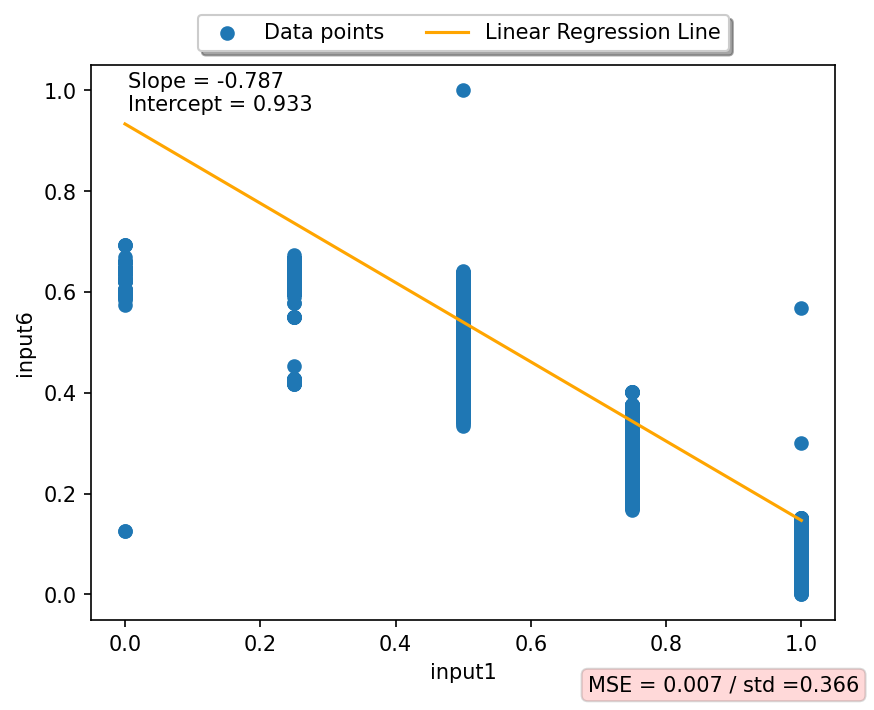 Data points Linear Regression Line
Slope = -0.787
Intercept = 0.933
1.0
0.8
0.6
0.4
0.2
0.0
input6
0.0 0.2 0.4 0.6 0.8 1.0
input1
MSE = 0.007 / std =0.366